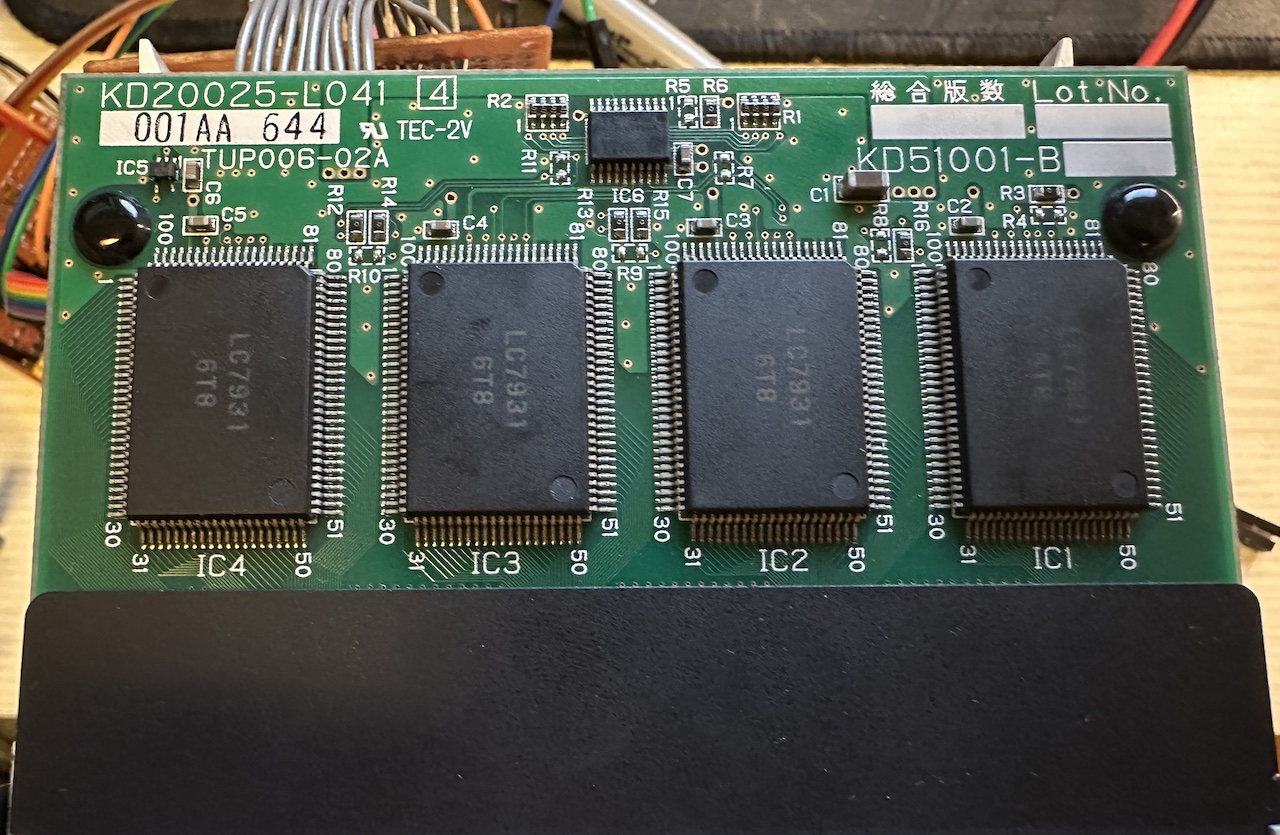 KD20025-L041 4
001AA 644
TEC-2V
TUP006-02A
総合版数 Lot.No.
KD51001-B
R5 R6
R2
1
1
R1
IC5
C6
R11
IC6
C7
R7
C1
R3
R4
C5
R12
R14
C4
R13
R15
C3
R8
R16
C2
R10
R9
100
81
80
1
100
81
80
1
100
81
80
1
100
81
80
LC7931
6T8
LC7931
6T8
LC7931
6T8
30
31
IC4
50
51
30
31
IC3
50
51
30
31
IC2
50
51
30
31
IC1
50
51